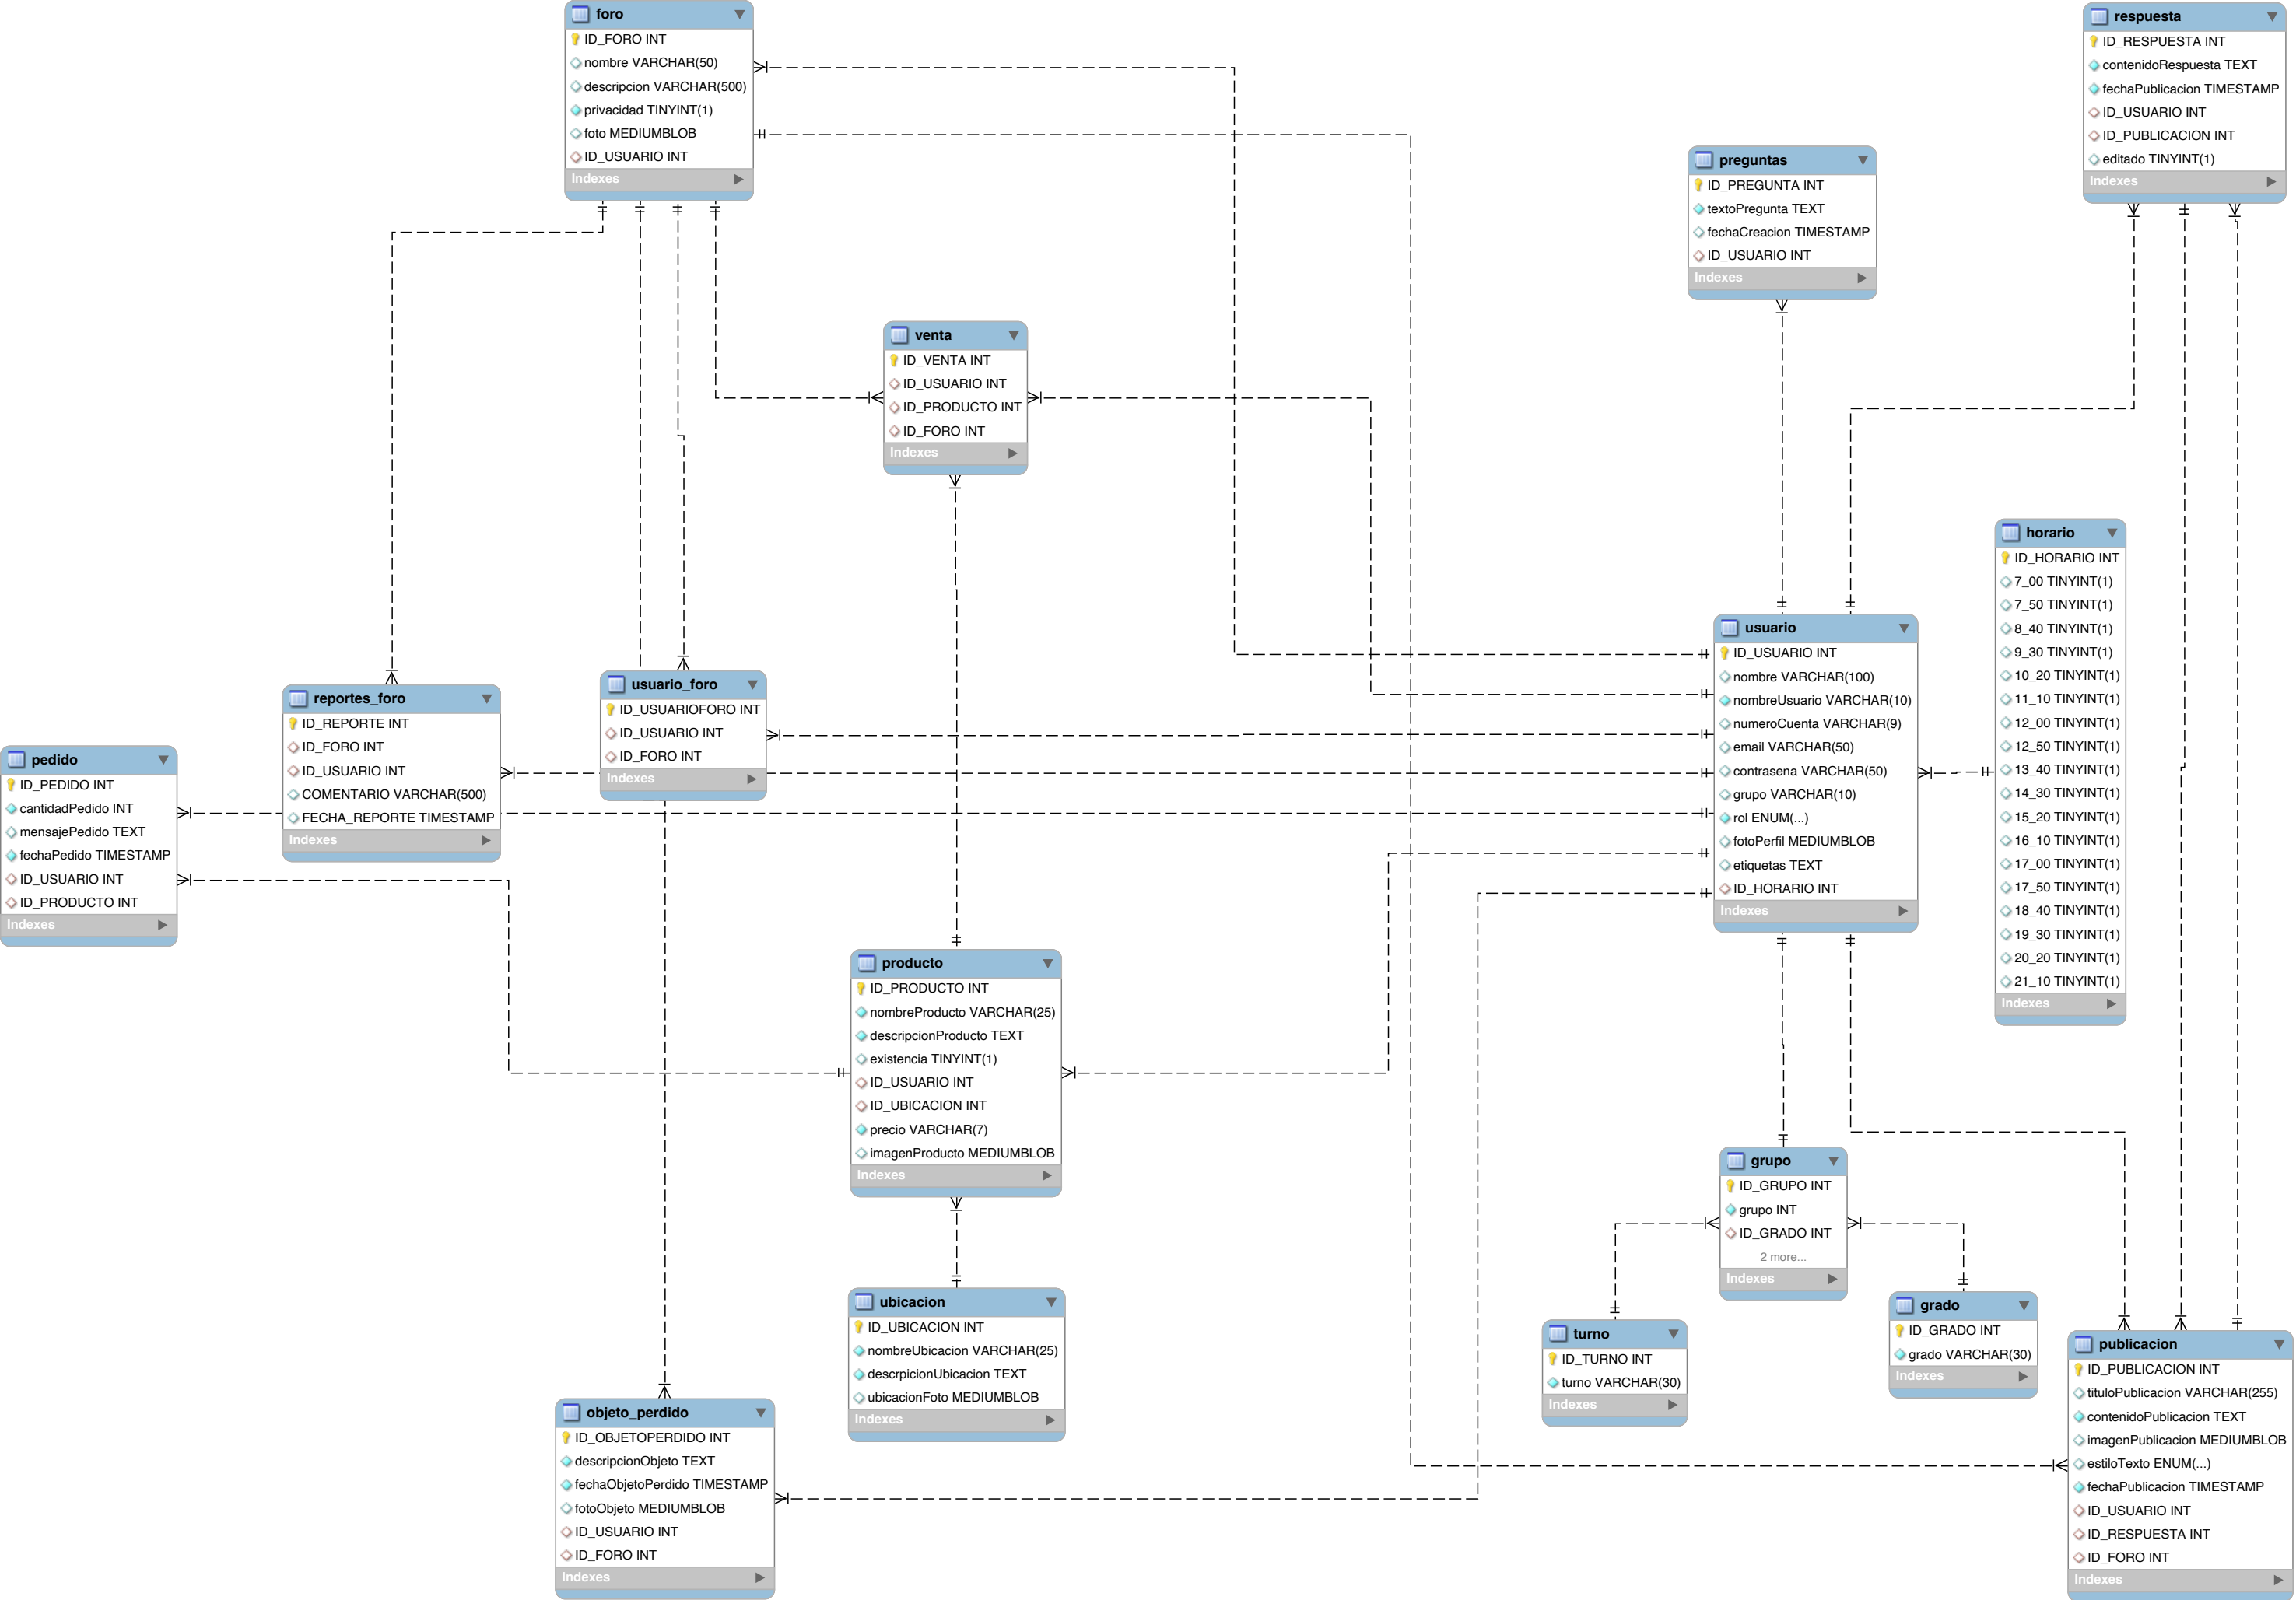 foro
ID_FORO INT
nombre VARCHAR(50)
descripcion VARCHAR(500)
privacidad TINYINT(1)
foto MEDIUMBLOB
ID_USUARIO INT
Indexes
respuesta
ID_RESPUESTA INT
contenidoRespuesta TEXT
fechaPublicacion TIMESTAMP
ID_USUARIO INT
ID_PUBLICACION INT
editado TINYINT(1)
Indexes
preguntas
ID_PREGUNTA INT
textoPregunta TEXT
fechaCreacion TIMESTAMP
ID_USUARIO INT
Indexes
venta
ID_VENTA INT
ID_USUARIO INT
ID_PRODUCTO INT
ID_FORO INT
Indexes
horario
ID_HORARIO INT
7_00 TINYINT(1)
7_50 TINYINT(1)
8_40 TINYINT(1)
9_30 TINYINT(1)
10_20 TINYINT(1)
11_10 TINYINT(1)
12_00 TINYINT(1)
12_50 TINYINT(1)
13_40 TINYINT(1)
14_30 TINYINT(1)
15_20 TINYINT(1)
16_10 TINYINT(1)
17_00 TINYINT(1)
17_50 TINYINT(1)
18_40 TINYINT(1)
19_30 TINYINT(1)
20_20 TINYINT(1)
21_10 TINYINT(1)
Indexes
usuario
ID_USUARIO INT
nombre VARCHAR(100)
nombreUsuario VARCHAR(10)
numeroCuenta VARCHAR(9)
email VARCHAR(50)
contrasena VARCHAR(50)
grupo VARCHAR(10)
rol ENUM(...)
fotoPerfil MEDIUMBLOB
etiquetas TEXT
ID_HORARIO INT
Indexes
usuario_foro
ID_USUARIOFORO INT
ID_USUARIO INT
ID_FORO INT
Indexes
reportes_foro
ID_REPORTE INT
ID_FORO INT
ID_USUARIO INT
COMENTARIO VARCHAR(500)
FECHA_REPORTE TIMESTAMP
Indexes
pedido
ID_PEDIDO INT
cantidadPedido INT
mensajePedido TEXT
fechaPedido TIMESTAMP
ID_USUARIO INT
ID_PRODUCTO INT
Indexes
producto
ID_PRODUCTO INT
nombreProducto VARCHAR(25)
descripcionProducto TEXT
existencia TINYINT(1)
ID_USUARIO INT
ID_UBICACION INT
precio VARCHAR(7)
imagenProducto MEDIUMBLOB
Indexes
grupo
ID_GRUPO INT
grupo INT
ID_GRADO INT
2 more...
Indexes
ubicacion
ID_UBICACION INT
nombreUbicacion VARCHAR(25)
descrpicionUbicacion TEXT
ubicacionFoto MEDIUMBLOB
Indexes
grado
ID_GRADO INT
grado VARCHAR(30)
Indexes
turno
ID_TURNO INT
turno VARCHAR(30)
Indexes
publicacion
ID_PUBLICACION INT
tituloPublicacion VARCHAR(255)
contenidoPublicacion TEXT
imagenPublicacion MEDIUMBLOB
estiloTexto ENUM(...)
fechaPublicacion TIMESTAMP
ID_USUARIO INT
ID_RESPUESTA INT
ID_FORO INT
Indexes
objeto_perdido
ID_OBJETOPERDIDO INT
descripcionObjeto TEXT
fechaObjetoPerdido TIMESTAMP
fotoObjeto MEDIUMBLOB
ID_USUARIO INT
ID_FORO INT
Indexes